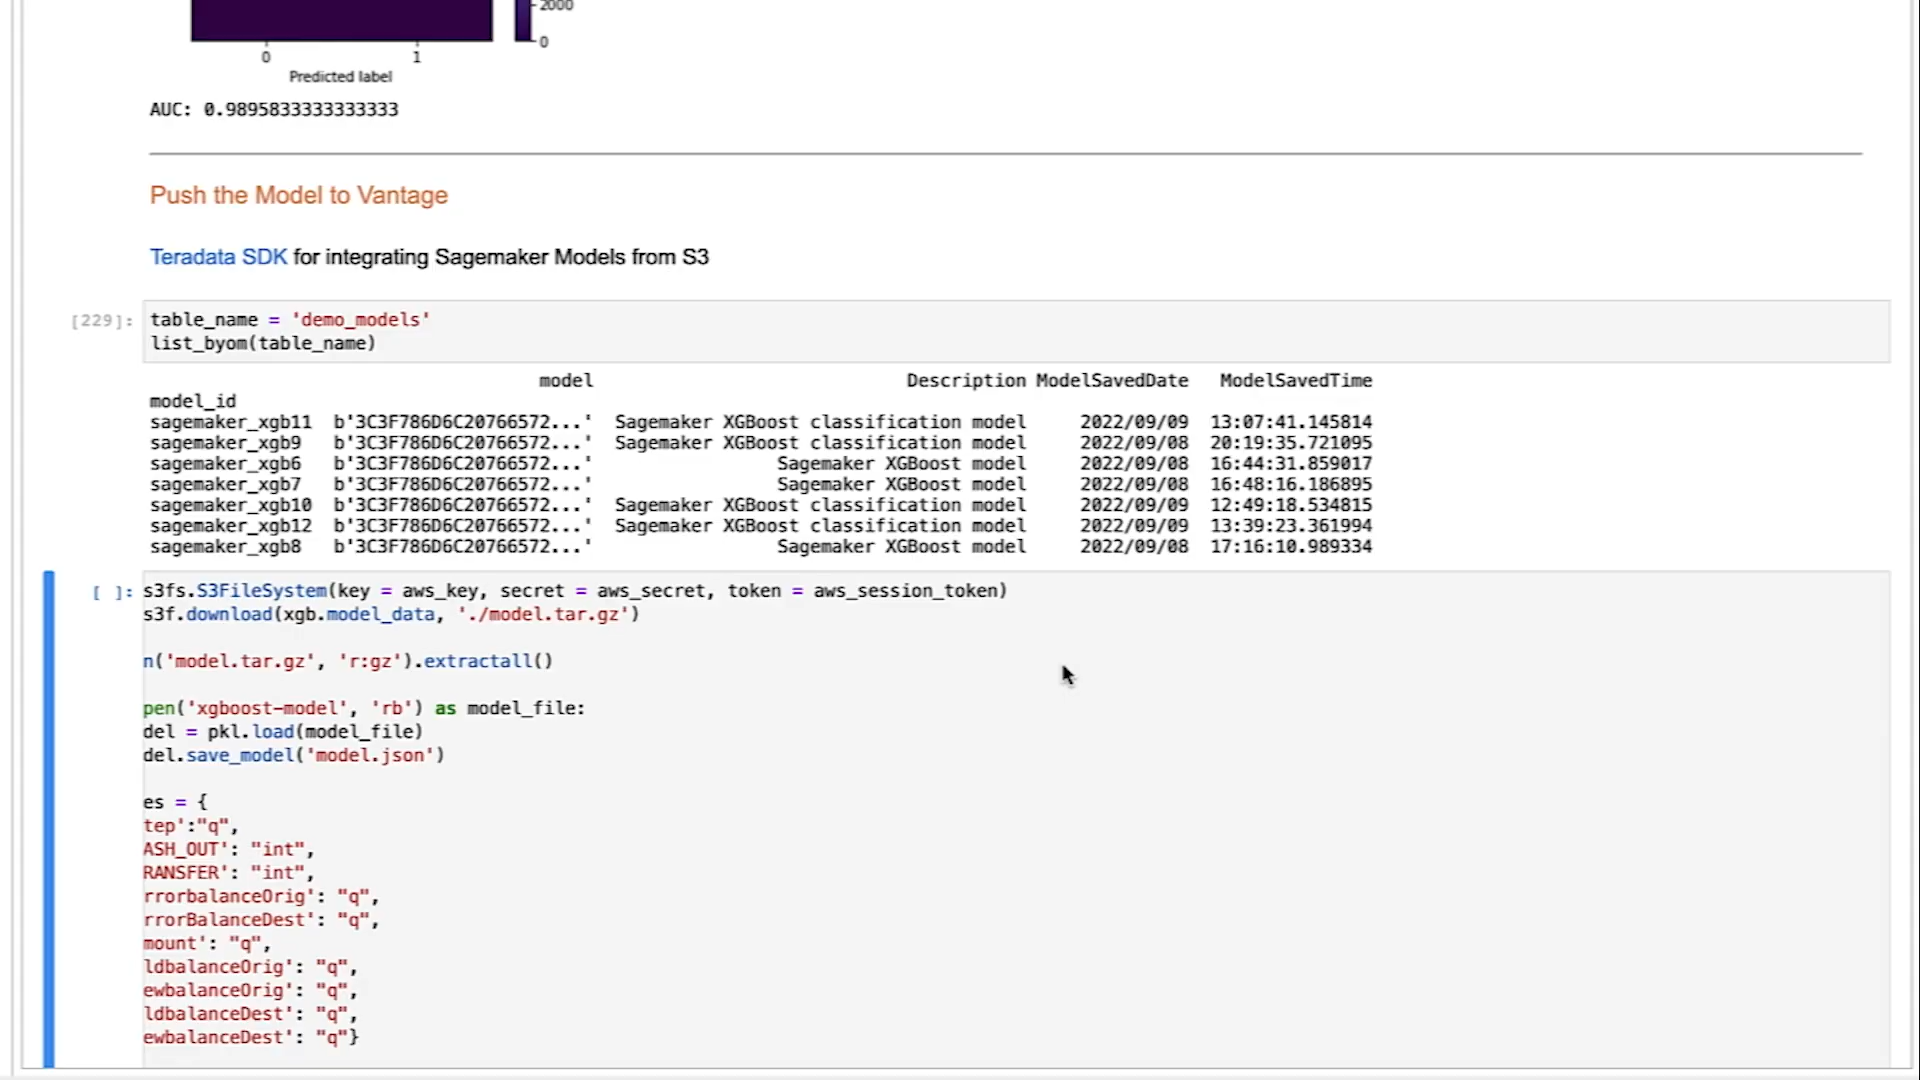 2000
0
0 1
Predicted label
AUC: 0.9895833333333333
Push the Model to Vantage
Teradata SDK for integrating Sagemaker Models from S3
[229]: table_name = 'demo_models'
list_byom(table_name)
model Description ModelSavedDate ModelSavedTime
model_id
sagemaker_xgb11 b'3C3F786D6C20766572...' Sagemaker XGBoost classification model 2022/09/09 13:07:41.145814
sagemaker_xgb9 b'3C3F786D6C20766572...' Sagemaker XGBoost classification model 2022/09/08 20:19:35.721095
sagemaker_xgb6 b'3C3F786D6C20766572...' Sagemaker XGBoost model 2022/09/08 16:44:31.859017
sagemaker_xgb7 b'3C3F786D6C20766572...' Sagemaker XGBoost model 2022/09/08 16:48:16.186895
sagemaker_xgb10 b'3C3F786D6C20766572...' Sagemaker XGBoost classification model 2022/09/09 12:49:18.534815
sagemaker_xgb12 b'3C3F786D6C20766572...' Sagemaker XGBoost classification model 2022/09/09 13:39:23.361994
sagemaker_xgb8 b'3C3F786D6C20766572...' Sagemaker XGBoost model 2022/09/08 17:16:10.989334
[ ]: s3fs.S3FileSystem(key = aws_key, secret = aws_secret, token = aws_session_token)
s3f.download(xgb.model_data, './model.tar.gz')
n('model.tar.gz', 'r:gz').extractall()
pen('xgboost-model', 'rb') as model_file:
del = pkl.load(model_file)
del.save_model('model.json')
es = {
tep':"q",
ASH_OUT': "int",
RANSFER': "int",
rrorbalanceOrig': "q",
rrorBalanceDest': "q",
mount': "q",
ldbalanceOrig': "q",
ewbalanceOrig': "q",
ldbalanceDest': "q",
ewbalanceDest': "q"}